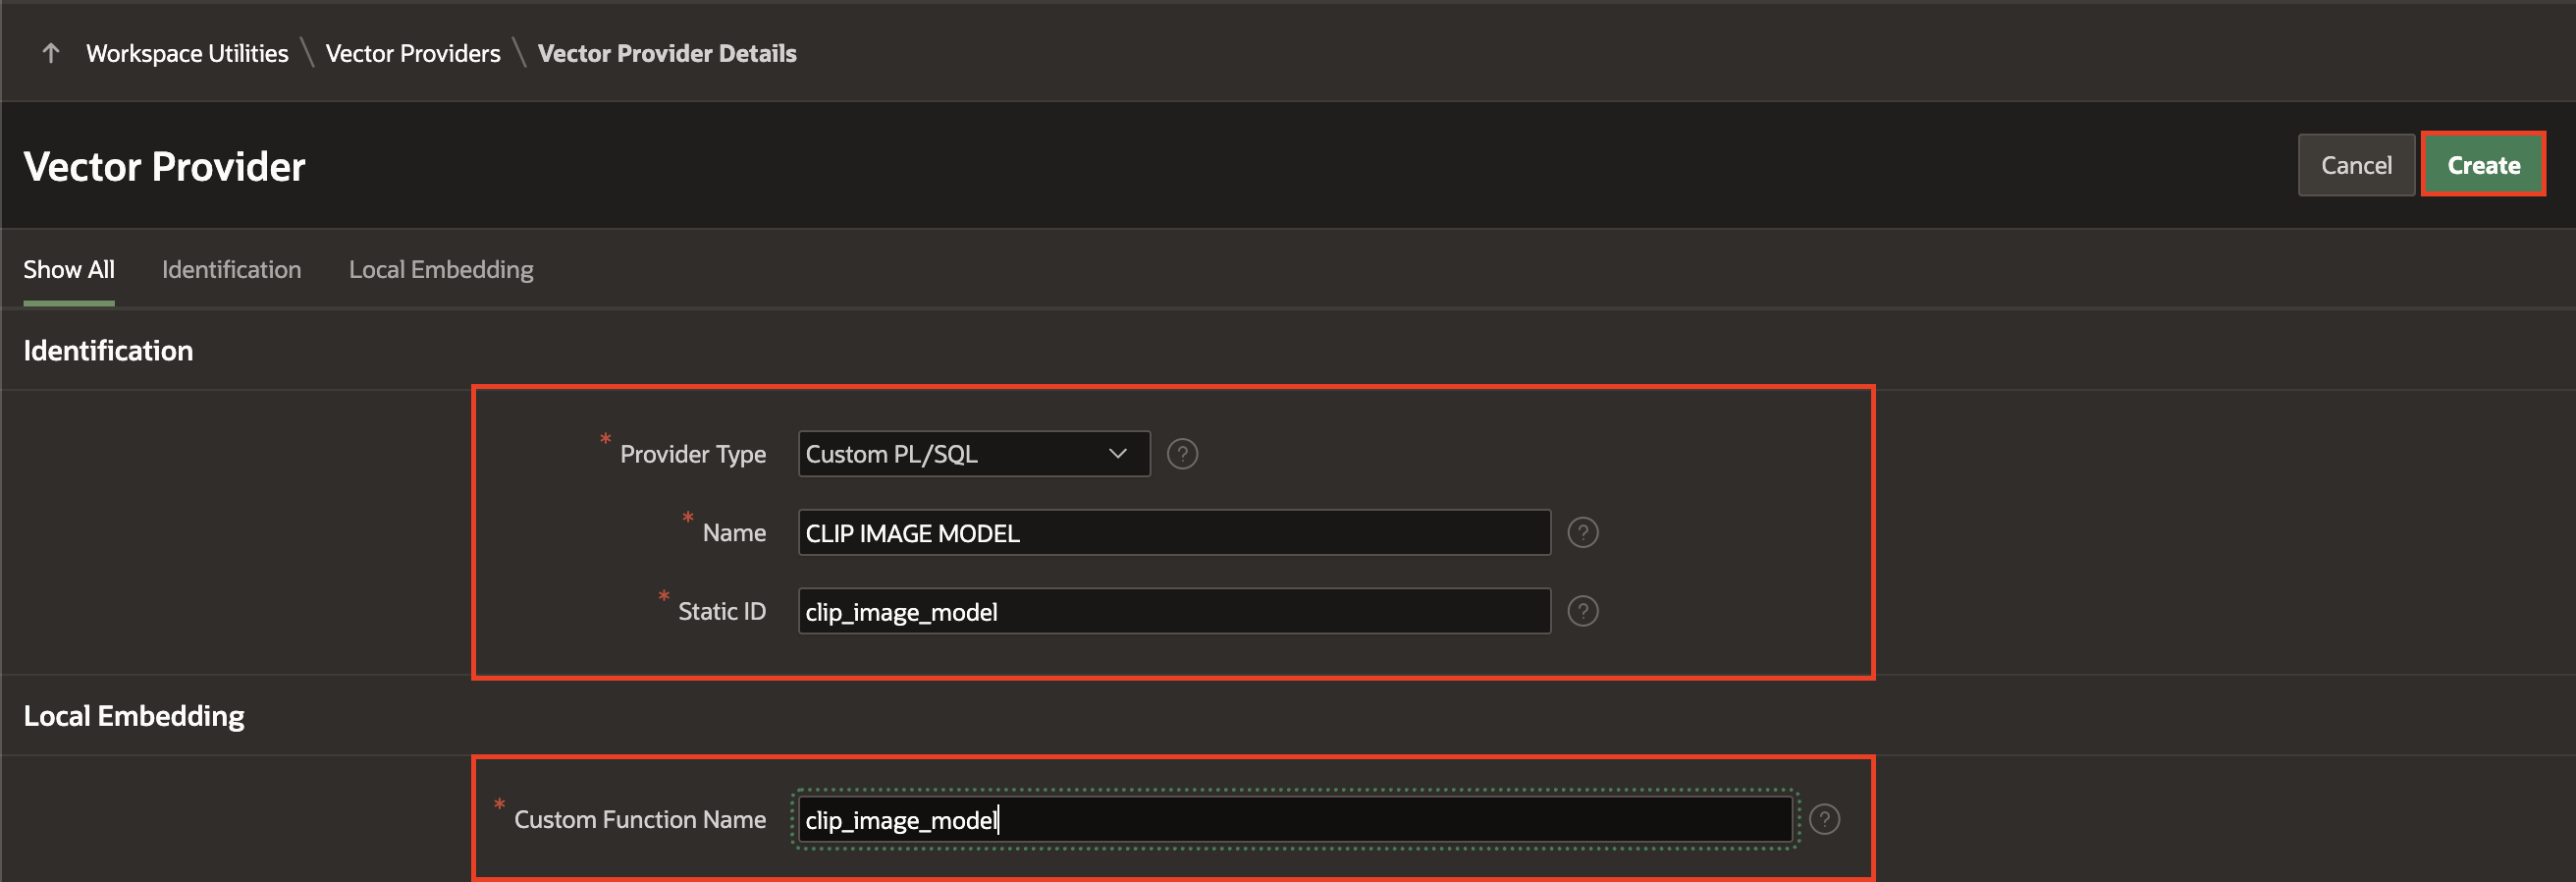 Workspace Utilities \ Vector Providers \ Vector Provider Details
Vector Provider
Cancel
Create
Show All
Identification
Local Embedding
Identification
* Provider Type
Custom PL/SQL
?
* Name
CLIP IMAGE MODEL
?
* Static ID
clip_image_model
?
Local Embedding
* Custom Function Name
clip_image_model
?